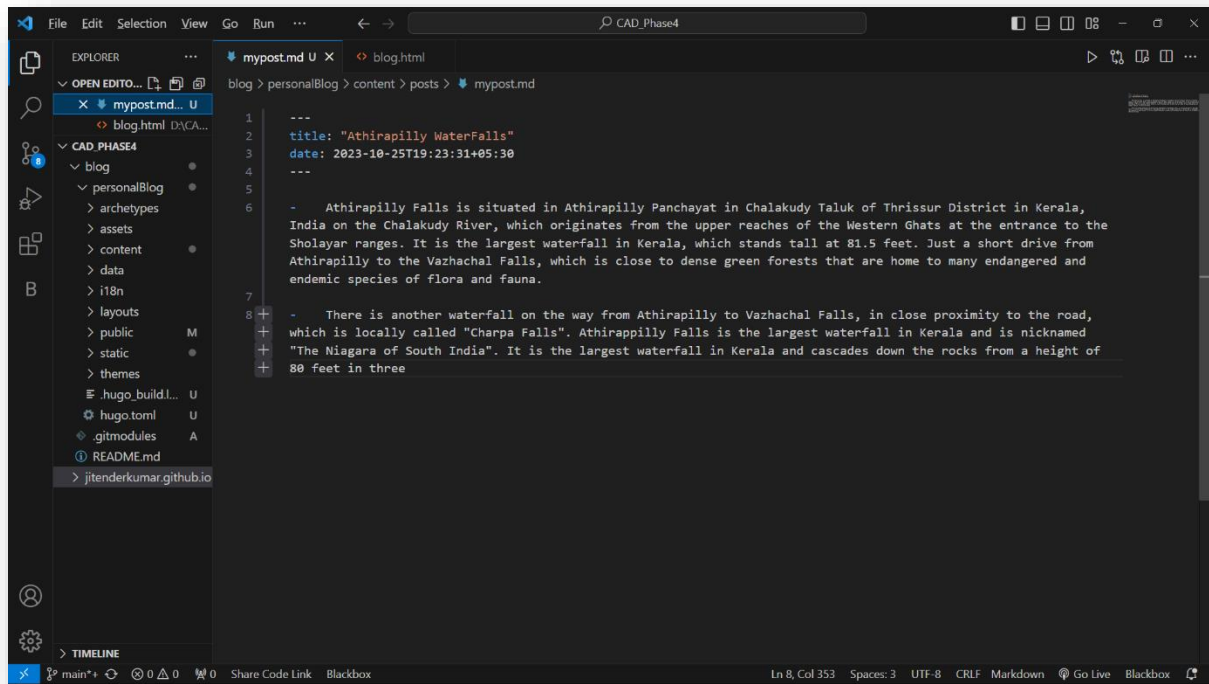 File Edit Selection View Go Run ···
CAD_Phase4
EXPLORER ···
mypost.md U
blog.html
OPEN EDITO...
blog > personalBlog > content > posts > mypost.md
mypost.md... U
blog.html D:\CA...
CAD_PHASE4
blog
personalBlog
archetypes
assets
content
data
i18n
layouts
public M
static
themes
.hugo_build.l... U
hugo.toml U
.gitmodules A
README.md
jitenderkumar.github.io
TIMELINE
8
B
1 ---
2 title: "Athirapilly WaterFalls"
3 date: 2023-10-25T19:23:31+05:30
4 ---
5
6 - Athirapilly Falls is situated in Athirapilly Panchayat in Chalakudy Taluk of Thrissur District in Kerala,
India on the Chalakudy River, which originates from the upper reaches of the Western Ghats at the entrance to the
Sholayar ranges. It is the largest waterfall in Kerala, which stands tall at 81.5 feet. Just a short drive from
Athirapilly to the Vazhachal Falls, which is close to dense green forests that are home to many endangered and
endemic species of flora and fauna.
7
8 - There is another waterfall on the way from Athirapilly to Vazhachal Falls, in close proximity to the road,
which is locally called "Charpa Falls". Athirappilly Falls is the largest waterfall in Kerala and is nicknamed
"The Niagara of South India". It is the largest waterfall in Kerala and cascades down the rocks from a height of
80 feet in three
main*+ 0 0 0 Share Code Link Blackbox Ln 8, Col 353 Spaces: 3 UTF-8 CRLF Markdown Go Live Blackbox